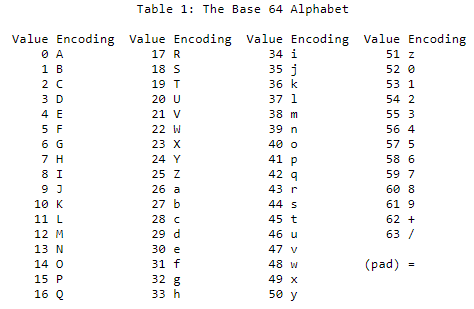 Table 1: The Base 64 Alphabet
Value Encoding  Value Encoding  Value Encoding  Value Encoding
0 A  17 R  34 i  51 z
1 B  18 S  35 j  52 0
2 C  19 T  36 k  53 1
3 D  20 U  37 l  54 2
4 E  21 V  38 m  55 3
5 F  22 W  39 n  56 4
6 G  23 X  40 o  57 5
7 H  24 Y  41 p  58 6
8 I  25 Z  42 q  59 7
9 J  26 a  43 r  60 8
10 K  27 b  44 s  61 9
11 L  28 c  45 t  62 +
12 M  29 d  46 u  63 /
13 N  30 e  47 v
14 O  31 f  48 w  (pad) =
15 P  32 g  49 x
16 Q  33 h  50 y